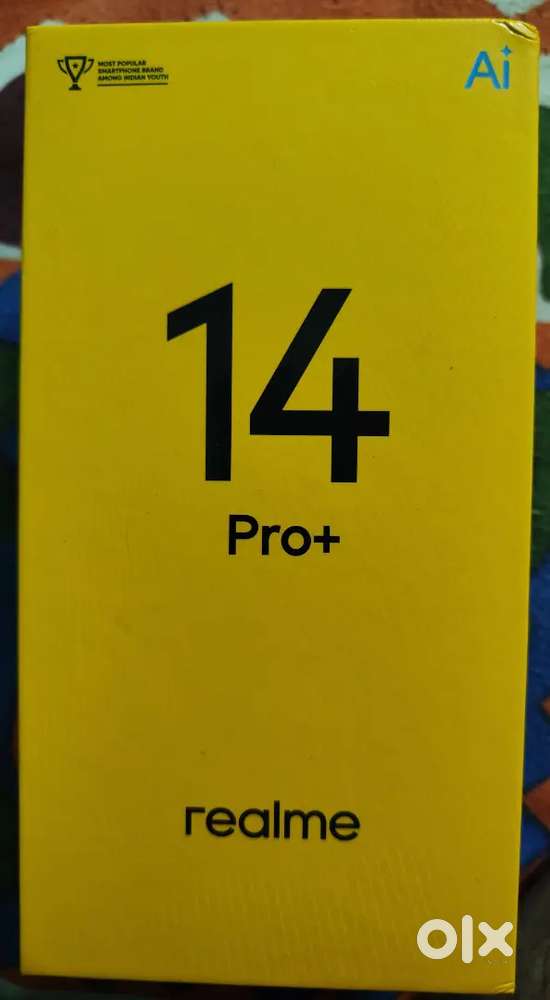 MOST POPULAR
SMARTPHONE BRAND
AMONG INDIAN YOUTH
Ai
14
Pro+
realme
olx